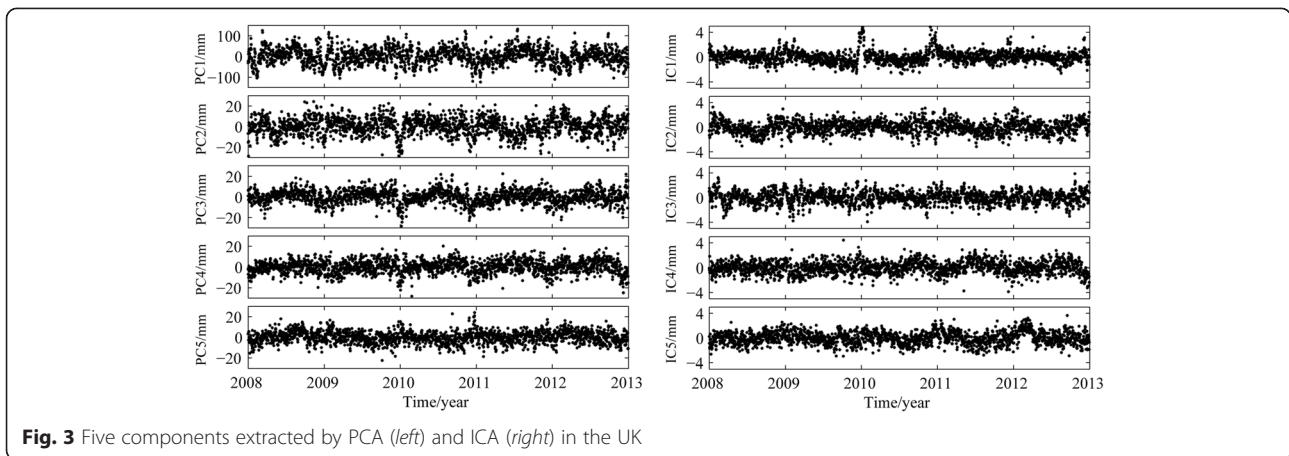 PC1/mm
100
0
−100
PC2/mm
20
0
−20
PC3/mm
20
0
−20
PC4/mm
20
0
−20
PC5/mm
20
0
−20
2008 2009 2010 2011 2012 2013
Time/year
IC1/mm
4
0
−4
IC2/mm
4
0
−4
IC3/mm
4
0
−4
IC4/mm
4
0
−4
IC5/mm
4
0
−4
2008 2009 2010 2011 2012 2013
Time/year
Fig. 3 Five components extracted by PCA (left) and ICA (right) in the UK